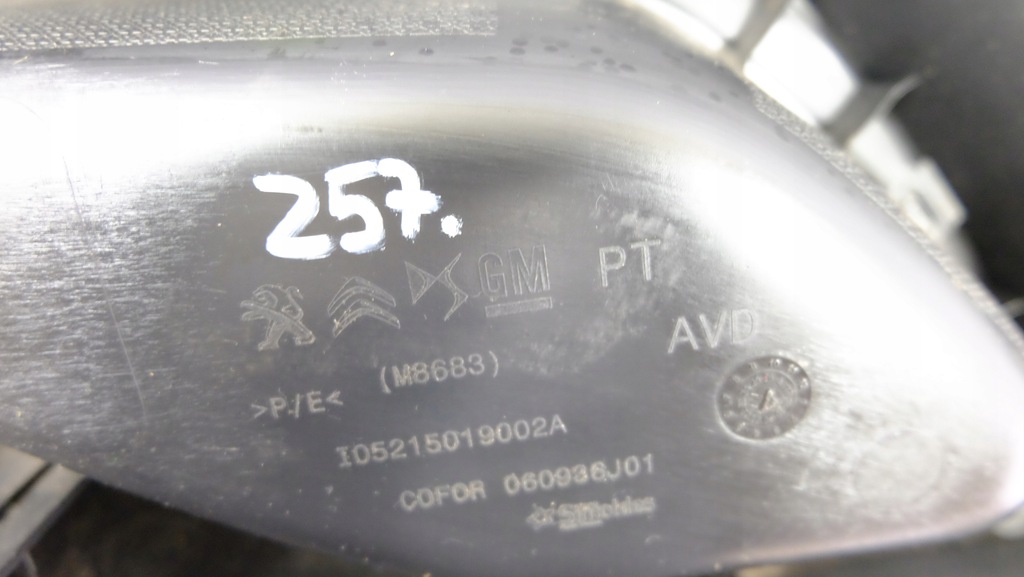 257.
GM PT
AVD
A
(M8683)
>P./E<
I05215019002A
COFOR 060936J01